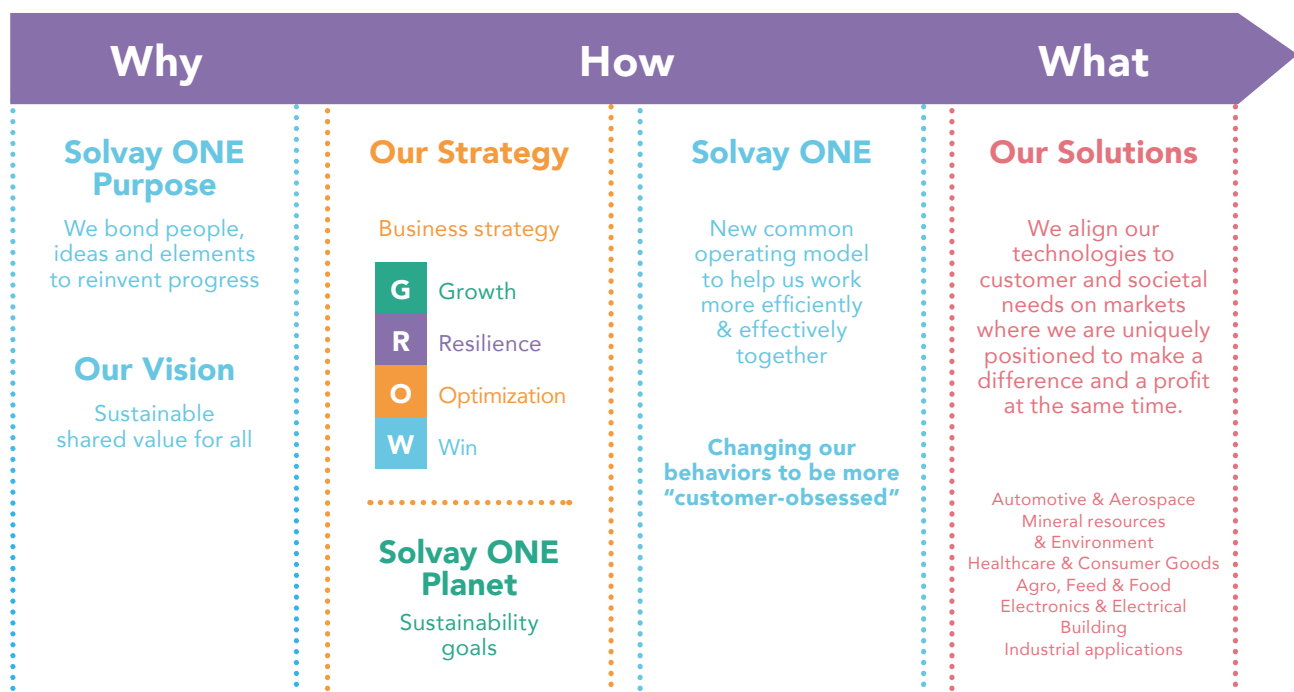 Why
How
What
Solvay ONE
Purpose
We bond people,
ideas and elements
to reinvent progress
Our Vision
Sustainable
shared value for all
Our Strategy
Business strategy
G Growth
R Resilience
O Optimization
W Win
Solvay ONE
Planet
Sustainability
goals
Solvay ONE
New common
operating model
to help us work
more efficiently
& effectively
together
Changing our
behaviors to be more
“customer-obsessed”
Our Solutions
We align our
technologies to
customer and societal
needs on markets
where we are uniquely
positioned to make a
difference and a profit
at the same time.
Automotive & Aerospace
Mineral resources
& Environment
Healthcare & Consumer Goods
Agro, Feed & Food
Electronics & Electrical
Building
Industrial applications